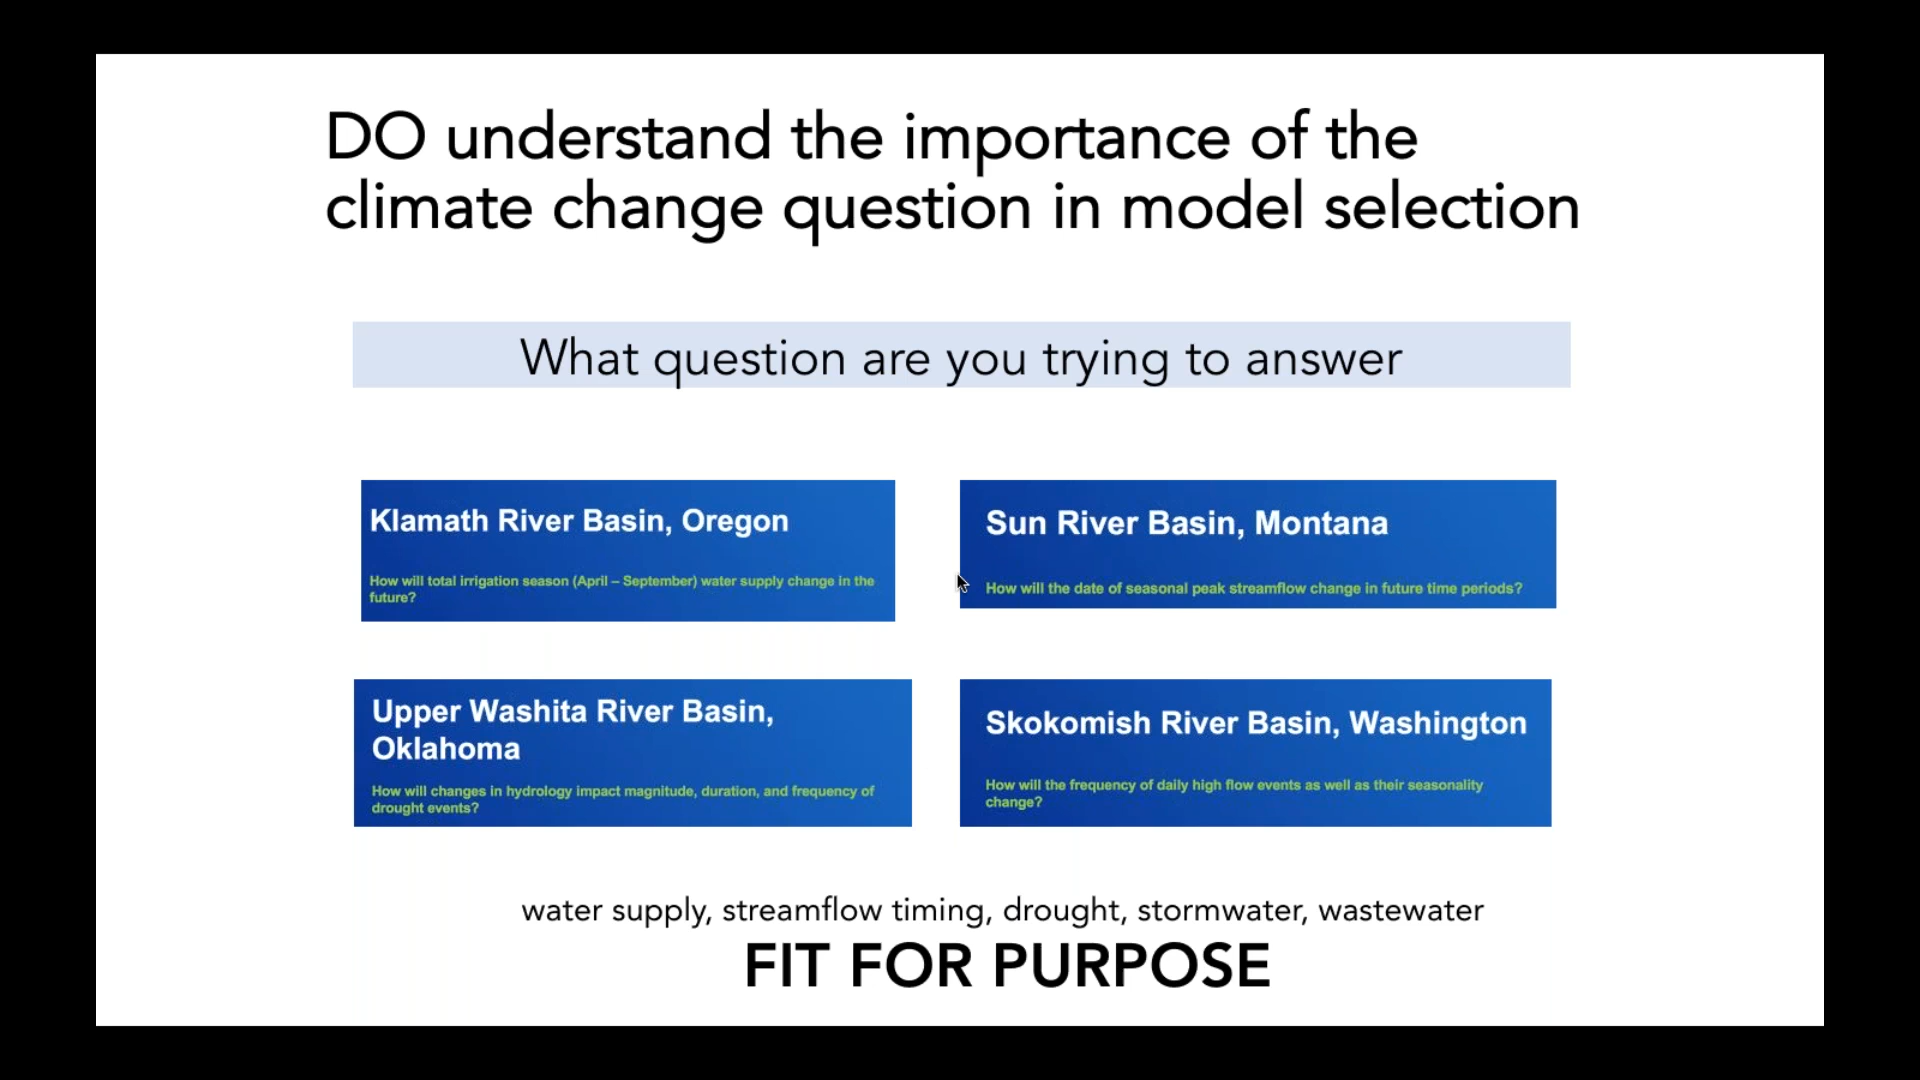 DO understand the importance of the
climate change question in model selection
What question are you trying to answer
Klamath River Basin, Oregon
How will total irrigation season (April – September) water supply change in the
future?
Sun River Basin, Montana
How will the date of seasonal peak streamflow change in future time periods?
Upper Washita River Basin,
Oklahoma
How will changes in hydrology impact magnitude, duration, and frequency of
drought events?
Skokomish River Basin, Washington
How will the frequency of daily high flow events as well as their seasonality
change?
water supply, streamflow timing, drought, stormwater, wastewater
FIT FOR PURPOSE